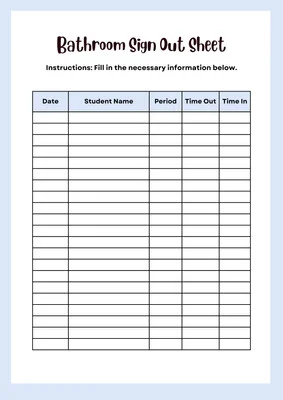 Bathroom Sign Out Sheet
Instructions: Fill in the necessary information below.
Date Student Name Period Time Out Time In